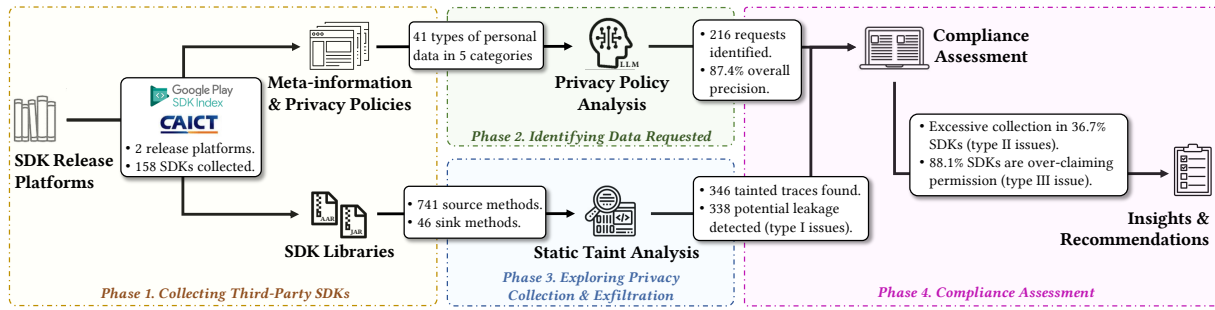 SDK Release
Platforms
Google Play
SDK Index
CAICT
• 2 release platforms.
• 158 SDKs collected.
Meta-information
& Privacy Policies
AAR
JAR
SDK Libraries
Phase 1. Collecting Third-Party SDKs
41 types of personal
data in 5 categories
LLM
Privacy Policy
Analysis
Phase 2. Identifying Data Requested
• 741 source methods.
• 46 sink methods.
Static Taint Analysis
Phase 3. Exploring Privacy
Collection & Exfiltration
• 216 requests
identified.
• 87.4% overall
precision.
• 346 tainted traces found.
• 338 potential leakage
detected (type I issues).
Compliance
Assessment
• Excessive collection in 36.7%
SDKs (type II issues).
• 88.1% SDKs are over-claiming
permission (type III issue).
Insights &
Recommendations
Phase 4. Compliance Assessment